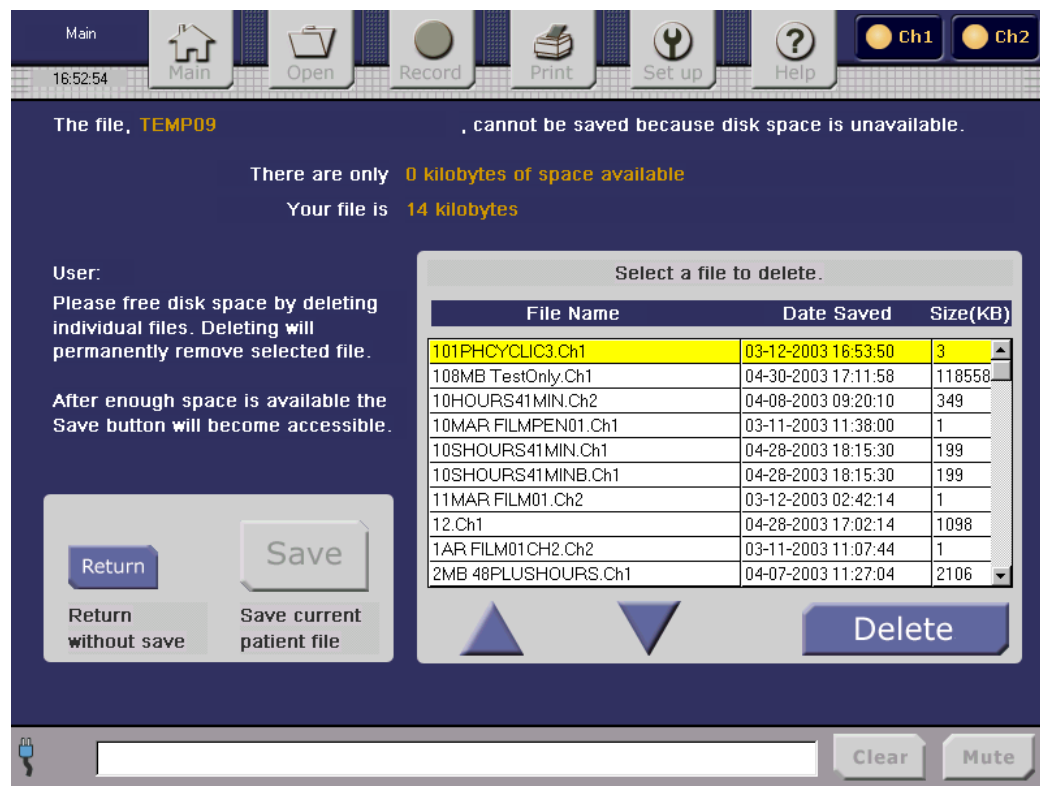 Main
Main
Open
Record
Print
Set up
Help
Ch1
Ch2
16:52:54
The file, TEMP09 , cannot be saved because disk space is unavailable.
There are only 0 kilobytes of space available
Your file is 14 kilobytes
User:
Please free disk space by deleting
individual files. Deleting will
permanently remove selected file.
After enough space is available the
Save button will become accessible.
Select a file to delete.
File Name Date Saved Size(KB)
101PHCYCLIC3.Ch1 03-12-2003 16:53:50 3
108MB TestOnly.Ch1 04-30-2003 17:11:58 118558
10HOURS41MIN.Ch2 04-08-2003 09:20:10 349
10MAR FILMPEN01.Ch1 03-11-2003 11:38:00 1
10SHOURS41MIN.Ch1 04-28-2003 18:15:30 199
10SHOURS41MINB.Ch1 04-28-2003 18:15:30 199
11MAR FILM01.Ch2 03-12-2003 02:42:14 1
12.Ch1 04-28-2003 17:02:14 1098
1AR FILM01CH2.Ch2 03-11-2003 11:07:44 1
2MB 48PLUSHOURS.Ch1 04-07-2003 11:27:04 2106
Return
Save
Return
without save
Save current
patient file
Delete
Clear
Mute